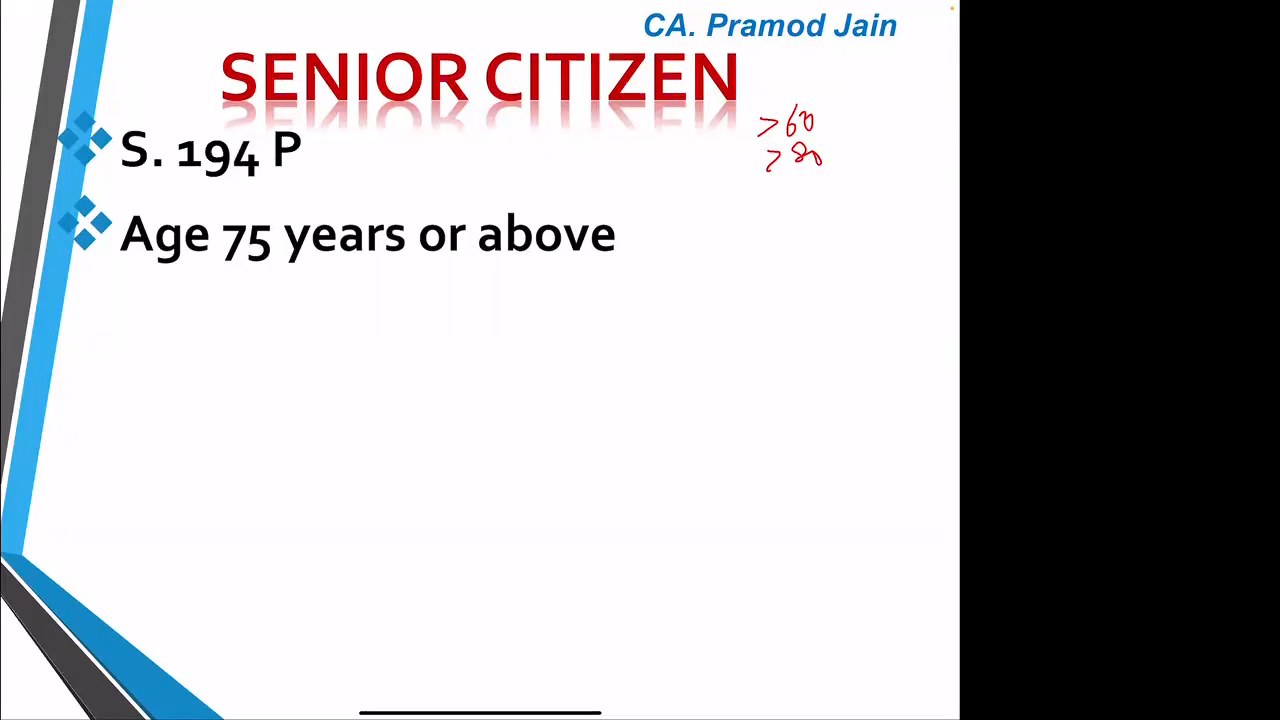 CA. Pramod Jain
SENIOR CITIZEN
>60
>80
S. 194 P
Age 75 years or above